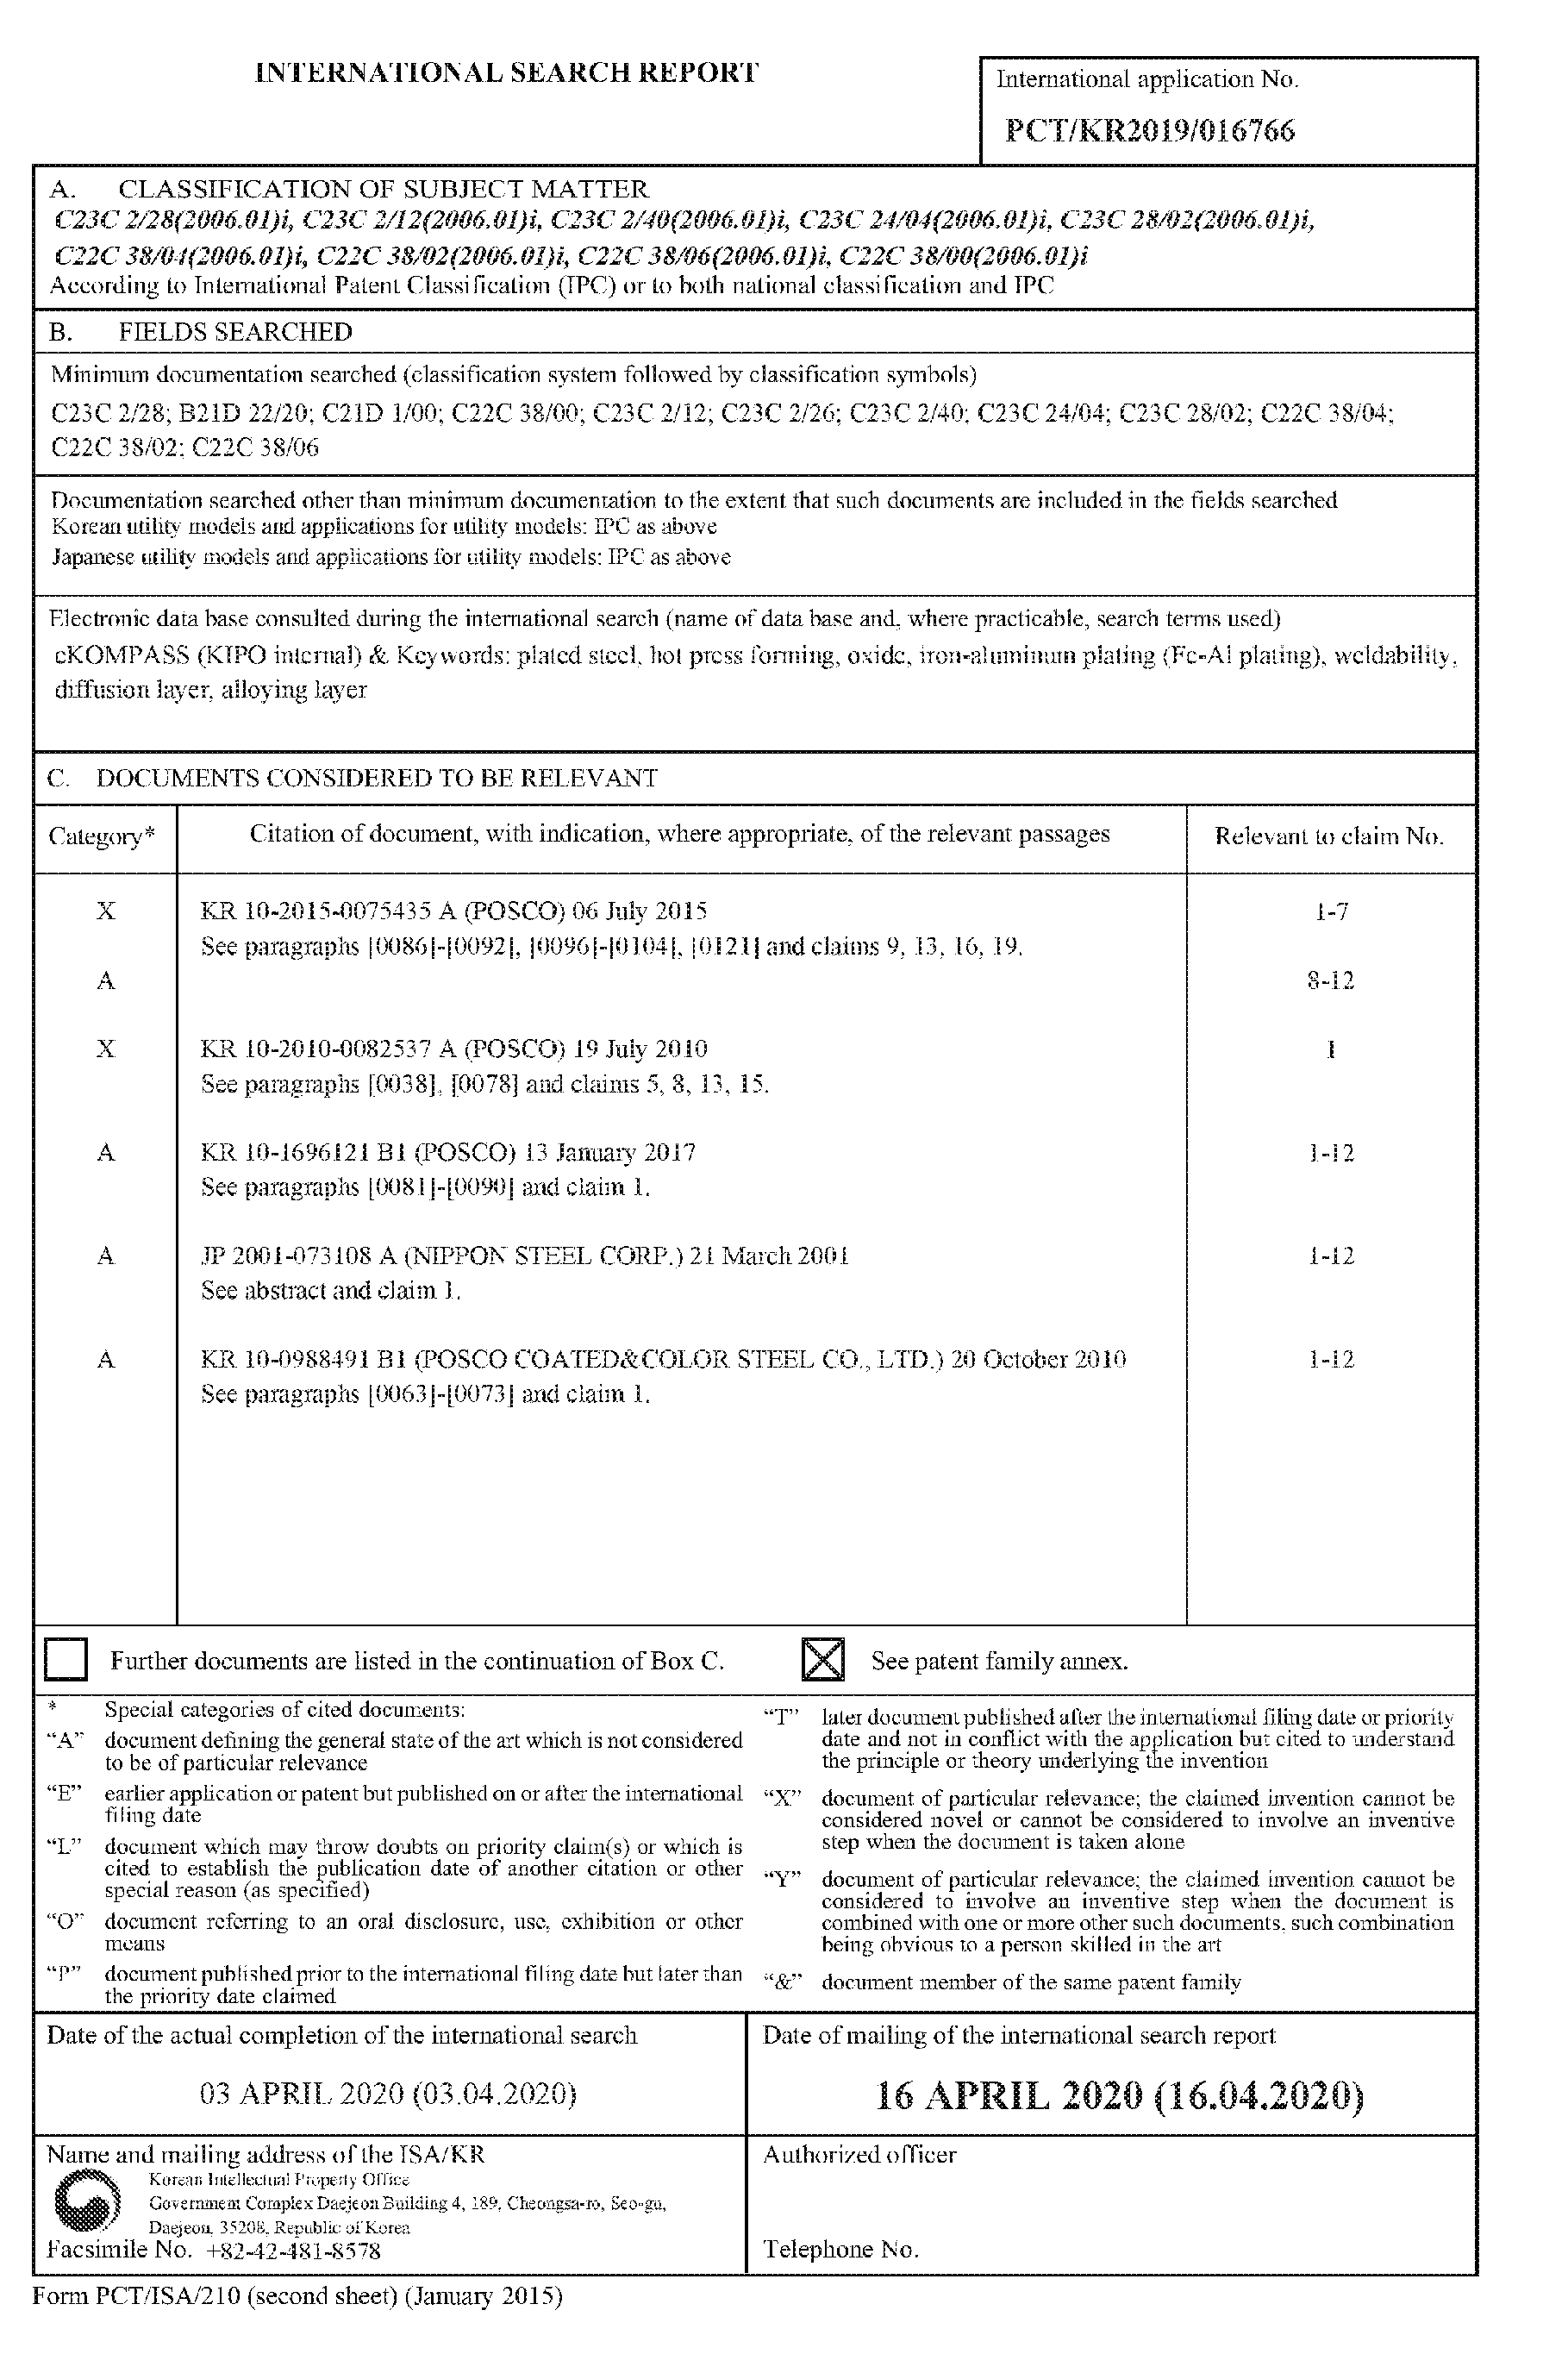 INTERNATIONAL SEARCH REPORT
International application No.
PCT/KR2019/016766
A. CLASSIFICATION OF SUBJECT MATTER
C23C 2/28(2006.01)i, C23C 2/12(2006.01)i, C23C 2/40(2006.01)i, C23C 24/04(2006.01)i, C23C 28/02(2006.01)i,
C22C 38/04(2006.01)i, C22C 38/02(2006.01)i, C22C 38/06(2006.01)i, C22C 38/00(2006.01)i
According to International Patent Classification (IPC) or to both national classification and IPC
B. FIELDS SEARCHED
Minimum documentation searched (classification system followed by classification symbols)
C23C 2/28; B21D 22/20; C21D 1/00; C22C 38/00; C23C 2/12; C23C 2/26; C23C 2/40; C23C 24/04; C23C 28/02; C22C 38/04;
C22C 38/02; C22C 38/06
Documentation searched other than minimum documentation to the extent that such documents are included in the fields searched
Korean utility models and applications for utility models: IPC as above
Japanese utility models and applications for utility models: IPC as above
Electronic data base consulted during the international search (name of data base and, where practicable, search terms used)
eKOMPASS (KIPO internal) & Keywords: plated steel, hot press forming, oxide, iron-aluminum plating (Fe-Al plating), weldability,
diffusion layer, alloying layer
C. DOCUMENTS CONSIDERED TO BE RELEVANT
Category* Citation of document, with indication, where appropriate, of the relevant passages Relevant to claim No.
X KR 10-2015-0075435 A (POSCO) 06 July 2015 1-7
See paragraphs [0086]-[0092], [0096]-[0104], [0121] and claims 9, 13, 16, 19.
A 8-12
X KR 10-2010-0082537 A (POSCO) 19 July 2010 1
See paragraphs [0038], [0078] and claims 5, 8, 13, 15.
A KR 10-1696121 B1 (POSCO) 13 January 2017 1-12
See paragraphs [0081]-[0090] and claim 1.
A JP 2001-073108 A (NIPPON STEEL CORP.) 21 March 2001 1-12
See abstract and claim 1.
A KR 10-0988491 B1 (POSCO COATED&COLOR STEEL CO., LTD.) 20 October 2010 1-12
See paragraphs [0063]-[0073] and claim 1.
Further documents are listed in the continuation of Box C. See patent family annex.
* Special categories of cited documents:
"A" document defining the general state of the art which is not considered
to be of particular relevance
"E" earlier application or patent but published on or after the international
filing date
"L" document which may throw doubts on priority claim(s) or which is
cited to establish the publication date of another citation or other
special reason (as specified)
"O" document referring to an oral disclosure, use, exhibition or other
means
"P" document published prior to the international filing date but later than
the priority date claimed
"T" later document published after the international filing date or priority
date and not in conflict with the application but cited to understand
the principle or theory underlying the invention
"X" document of particular relevance; the claimed invention cannot be
considered novel or cannot be considered to involve an inventive
step when the document is taken alone
"Y" document of particular relevance; the claimed invention cannot be
considered to involve an inventive step when the document is
combined with one or more other such documents, such combination
being obvious to a person skilled in the art
"&" document member of the same patent family
Date of the actual completion of the international search
03 APRIL 2020 (03.04.2020)
Date of mailing of the international search report
16 APRIL 2020 (16.04.2020)
Name and mailing address of the ISA/KR
Korean Intellectual Property Office
Government Complex Daejeon Building 4, 189, Cheongsa-ro, Seo-gu,
Daejeon, 35208, Republic of Korea
Facsimile No. +82-42-481-8578
Authorized officer
Telephone No.
Form PCT/ISA/210 (second sheet) (January 2015)